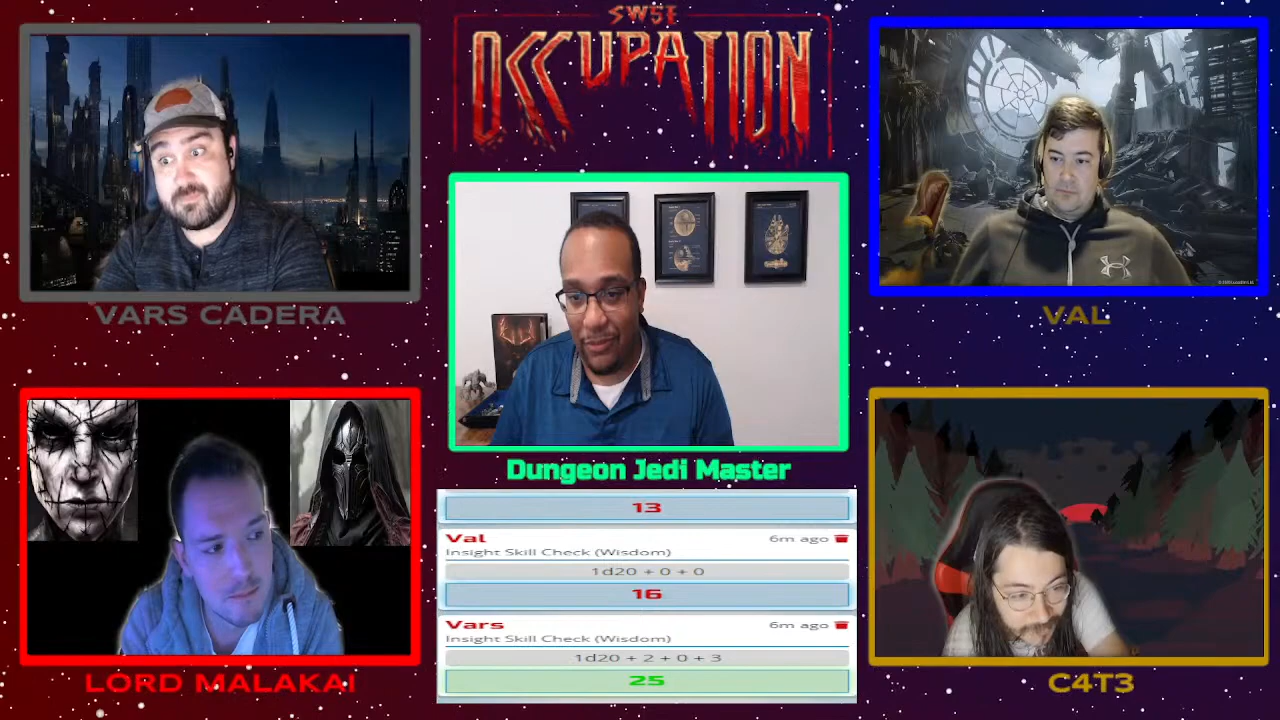 SW5E
OCCUPATION
VARS CADERA
VAL
Dungeon Jedi Master
13
Val
6m ago
Insight Skill Check (Wisdom)
1d20 + 0 + 0
16
Vars
6m ago
Insight Skill Check (Wisdom)
1d20 + 2 + 0 + 3
25
LORD MALAKAI
C4T3